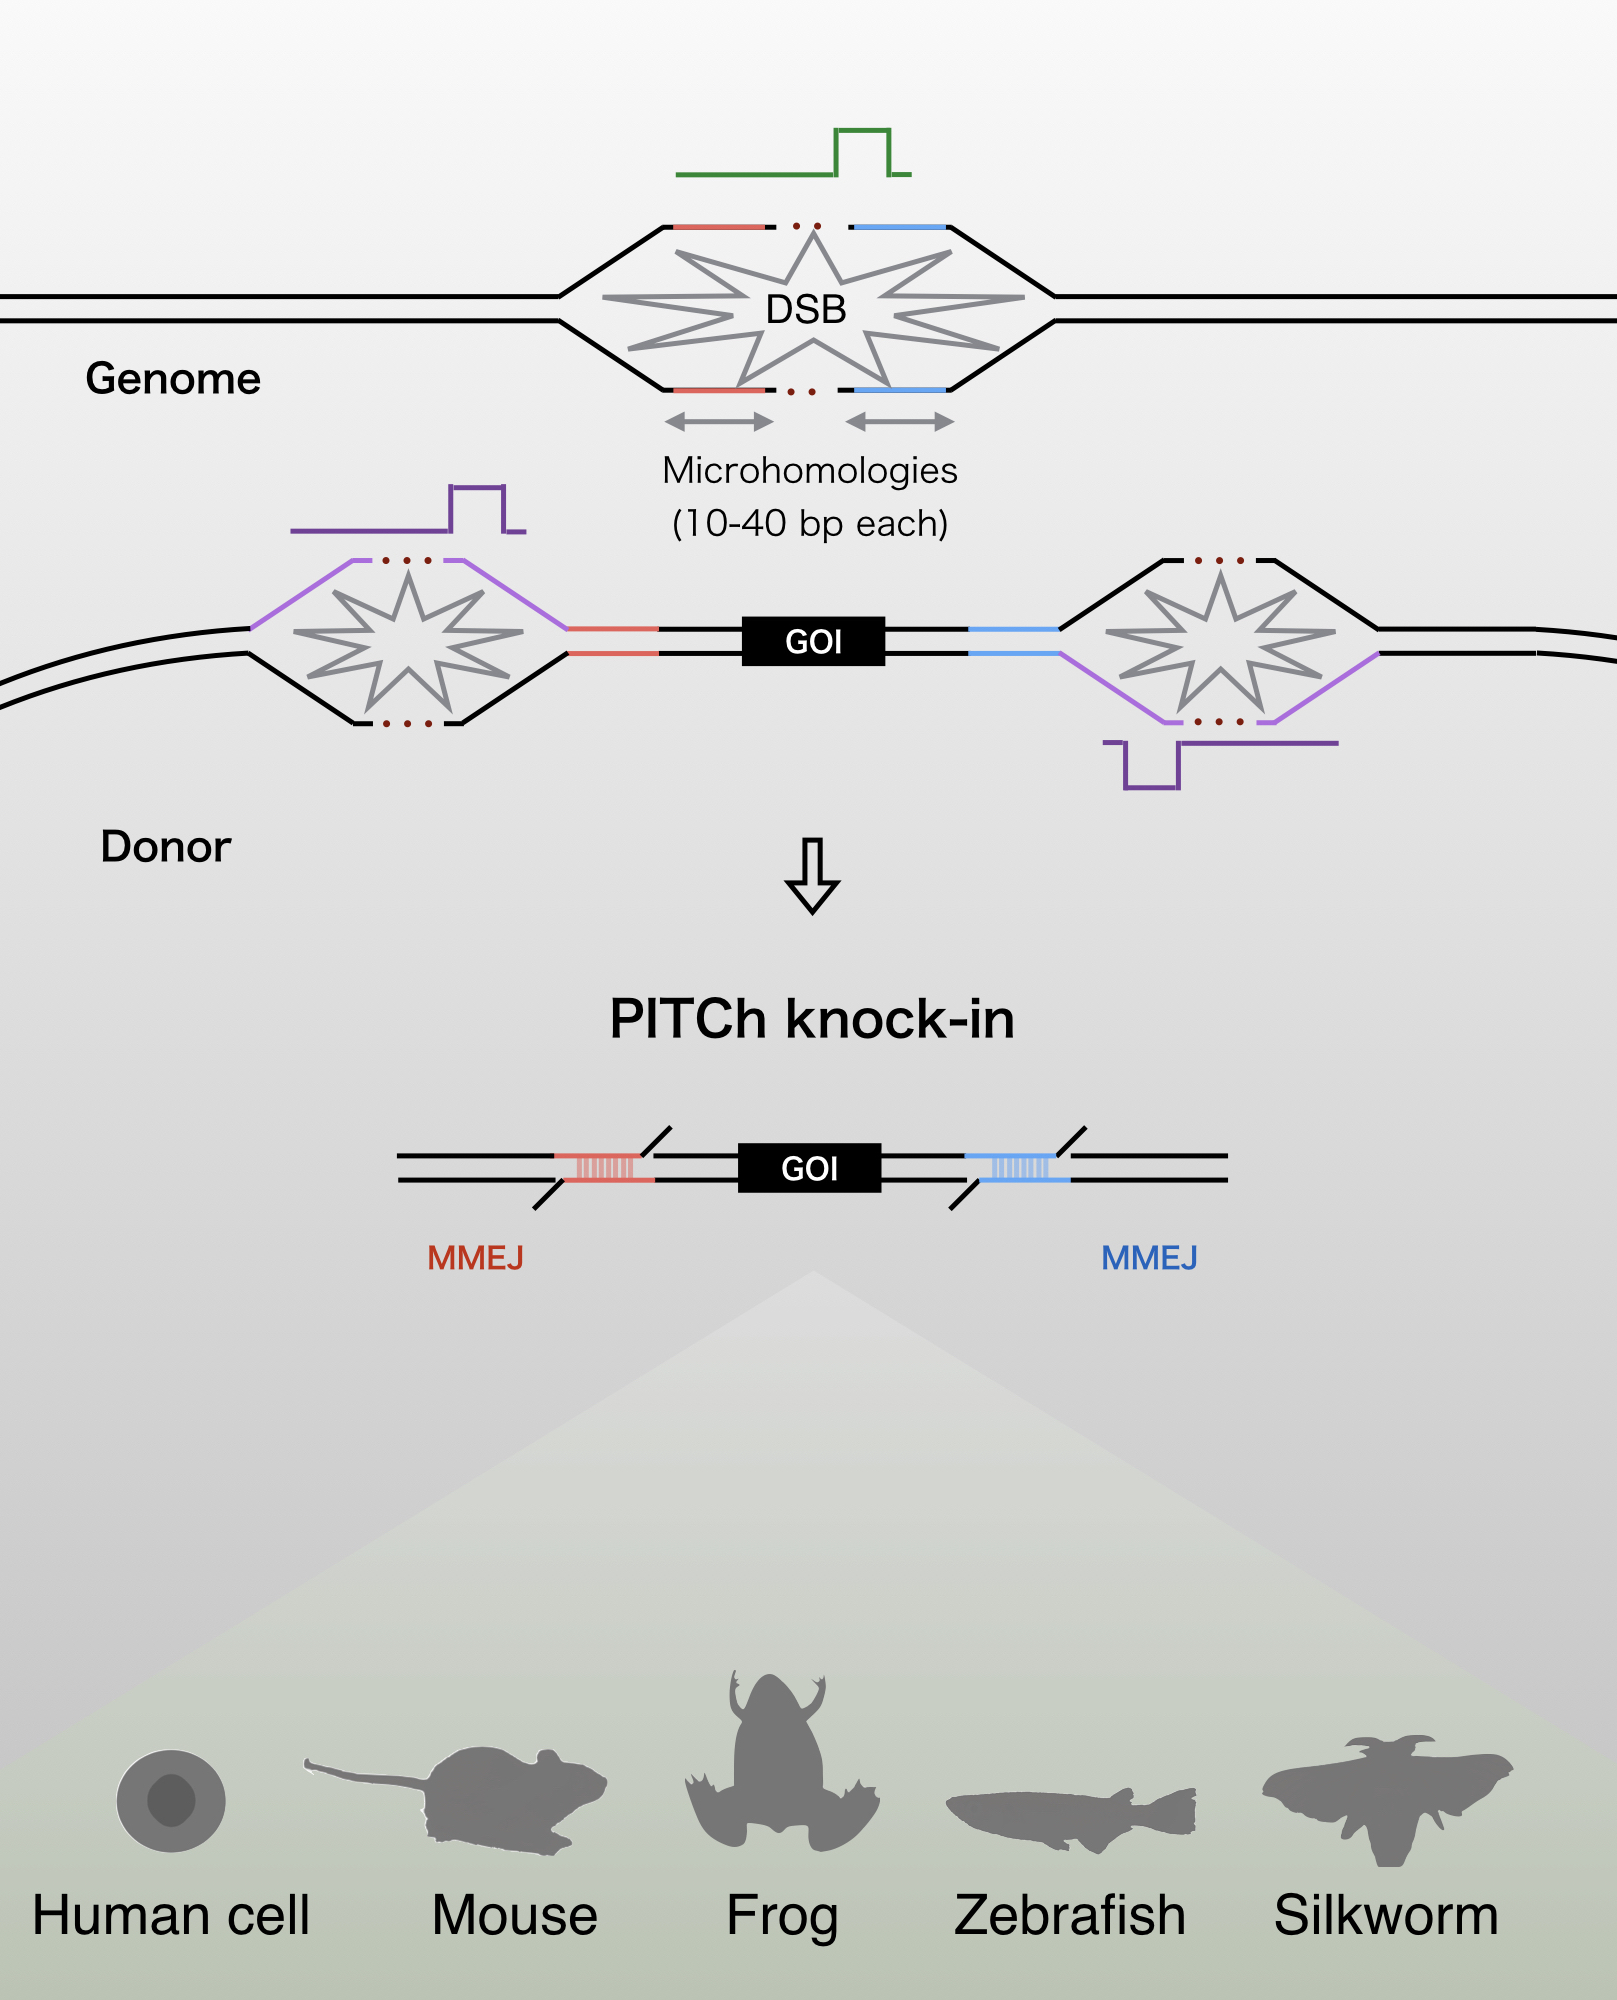 DSB
Genome
Microhomologies
(10-40 bp each)
GOI
Donor
PITCh knock-in
GOI
MMEJ MMEJ
Human cell Mouse Frog Zebrafish Silkworm